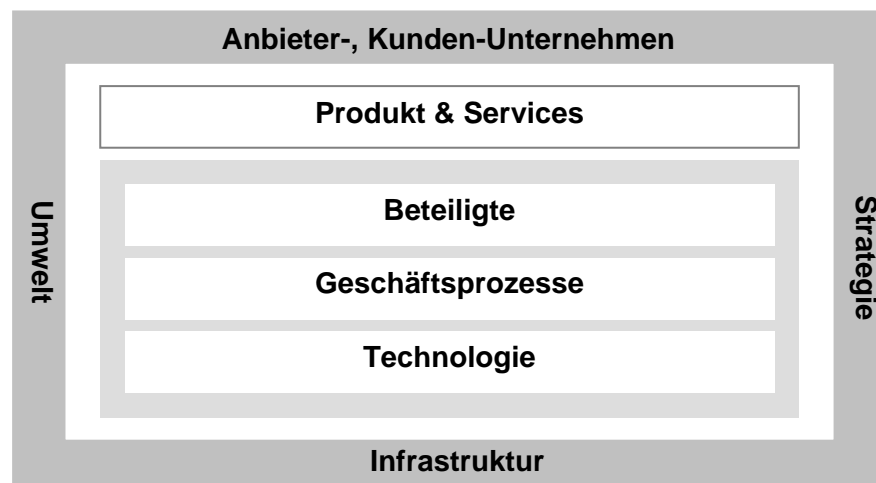 Anbieter-, Kunden-Unternehmen
Produkt & Services
Umwelt
Beteiligte
Geschäftsprozesse
Technologie
Strategie
Infrastruktur